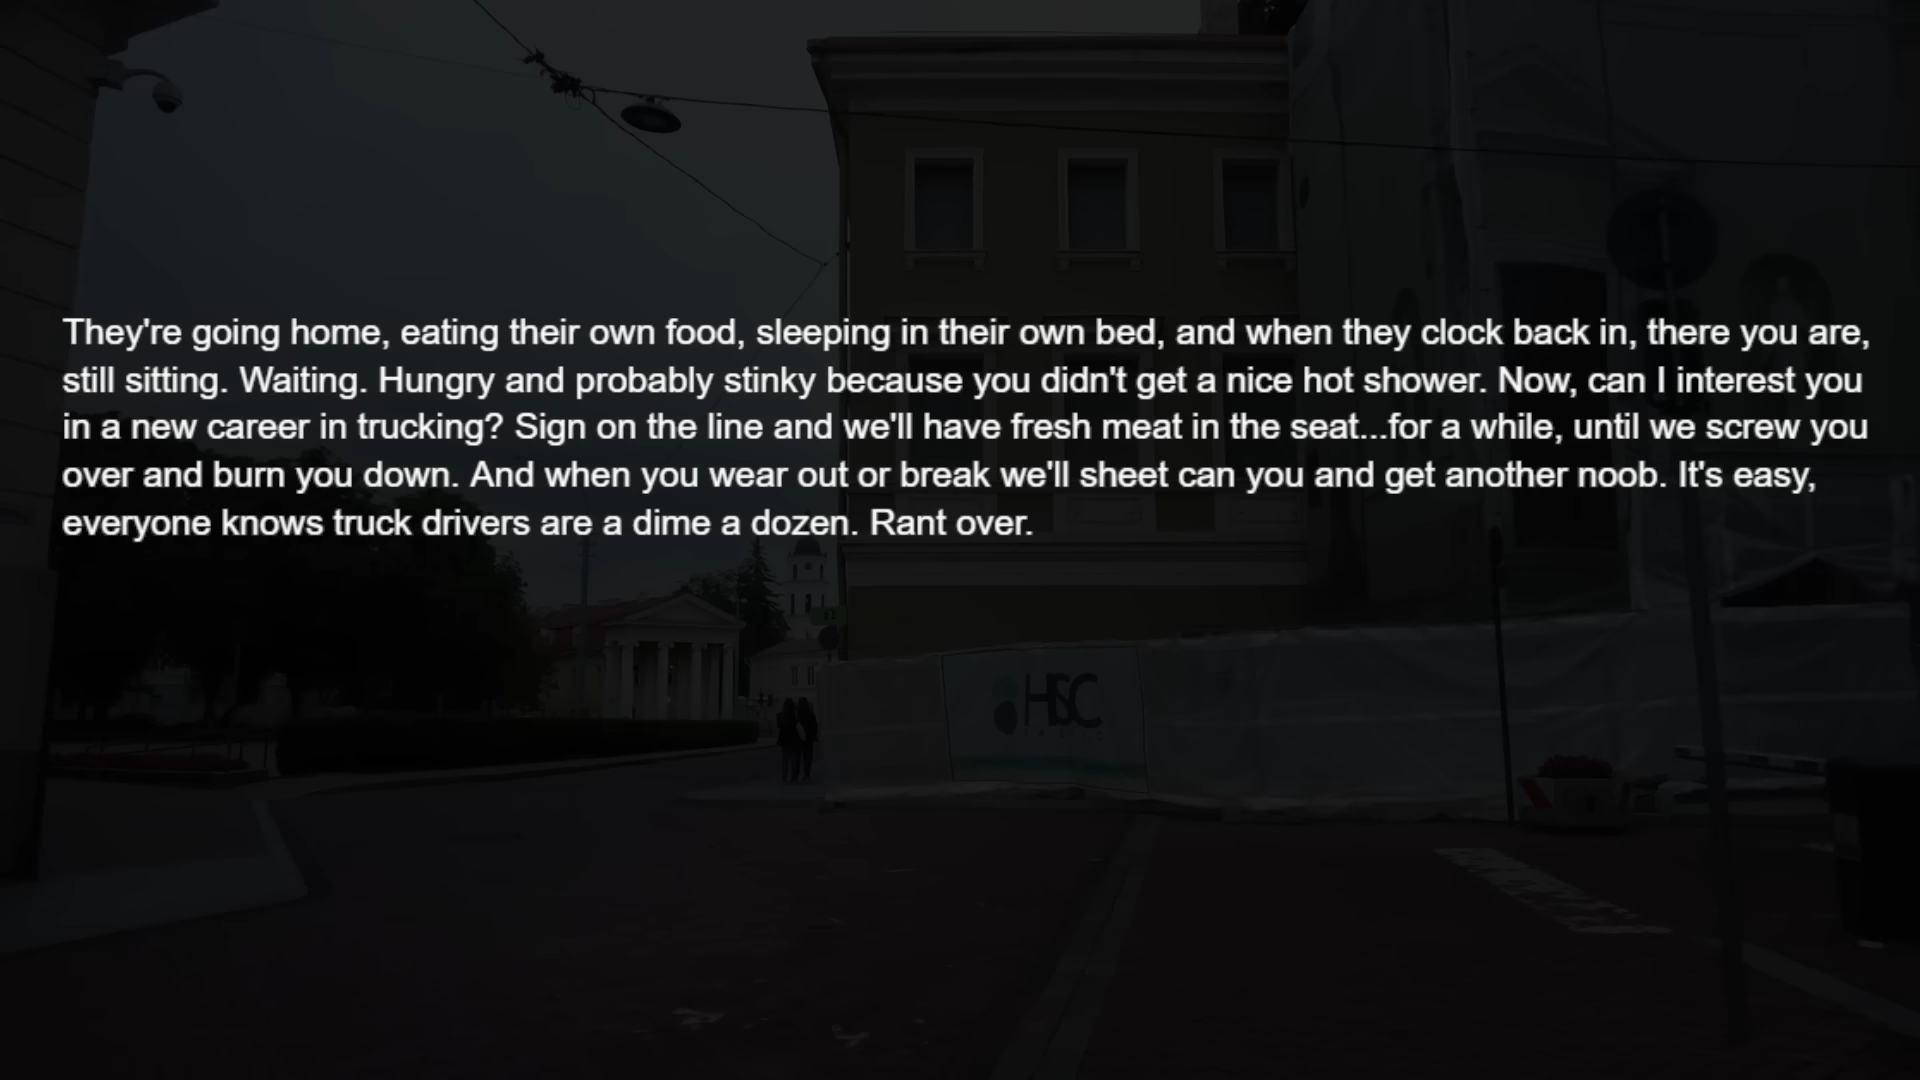 They're going home, eating their own food, sleeping in their own bed, and when they clock back in, there you are,
still sitting. Waiting. Hungry and probably stinky because you didn't get a nice hot shower. Now, can I interest you
in a new career in trucking? Sign on the line and we'll have fresh meat in the seat...for a while, until we screw you
over and burn you down. And when you wear out or break we'll sheet can you and get another noob. It's easy,
everyone knows truck drivers are a dime a dozen. Rant over.
HSC